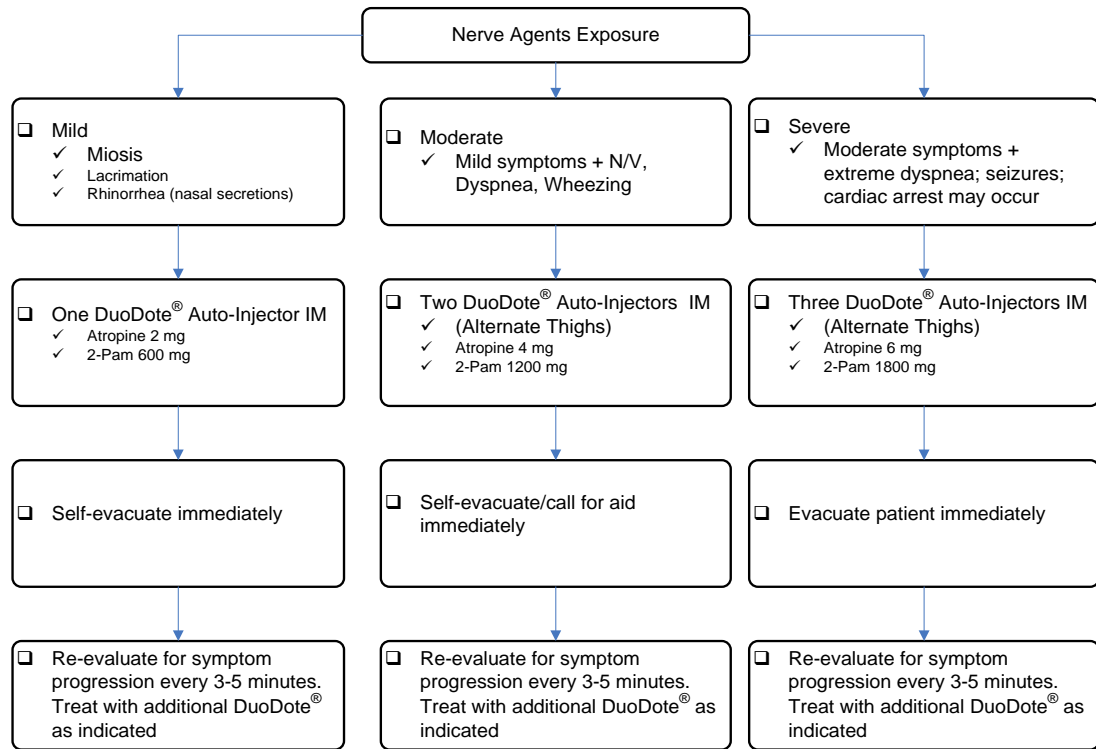 Nerve Agents Exposure
Mild
Miosis
Lacrimation
Rhinorrhea (nasal secretions)
Moderate
Mild symptoms + N/V,
Dyspnea, Wheezing
Severe
Moderate symptoms +
extreme dyspnea; seizures;
cardiac arrest may occur
One DuoDote® Auto-Injector IM
Atropine 2 mg
2-Pam 600 mg
Two DuoDote® Auto-Injectors IM
(Alternate Thighs)
Atropine 4 mg
2-Pam 1200 mg
Three DuoDote® Auto-Injectors IM
(Alternate Thighs)
Atropine 6 mg
2-Pam 1800 mg
Self-evacuate immediately
Self-evacuate/call for aid
immediately
Evacuate patient immediately
Re-evaluate for symptom
progression every 3-5 minutes.
Treat with additional DuoDote®
as indicated
Re-evaluate for symptom
progression every 3-5 minutes.
Treat with additional DuoDote® as
indicated
Re-evaluate for symptom
progression every 3-5 minutes.
Treat with additional DuoDote® as
indicated